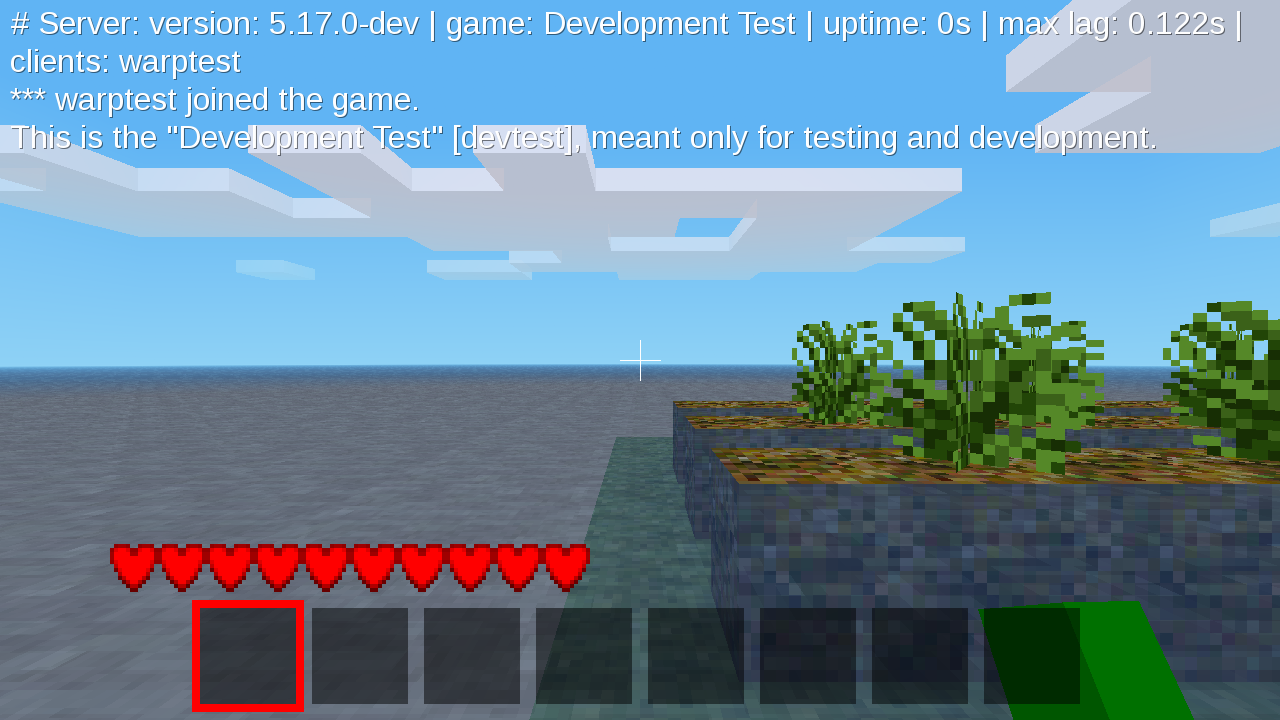 # Server: version: 5.17.0-dev | game: Development Test | uptime: 0s | max lag: 0.122s |
clients: warptest
*** warptest joined the game.
This is the "Development Test" [devtest], meant only for testing and development.